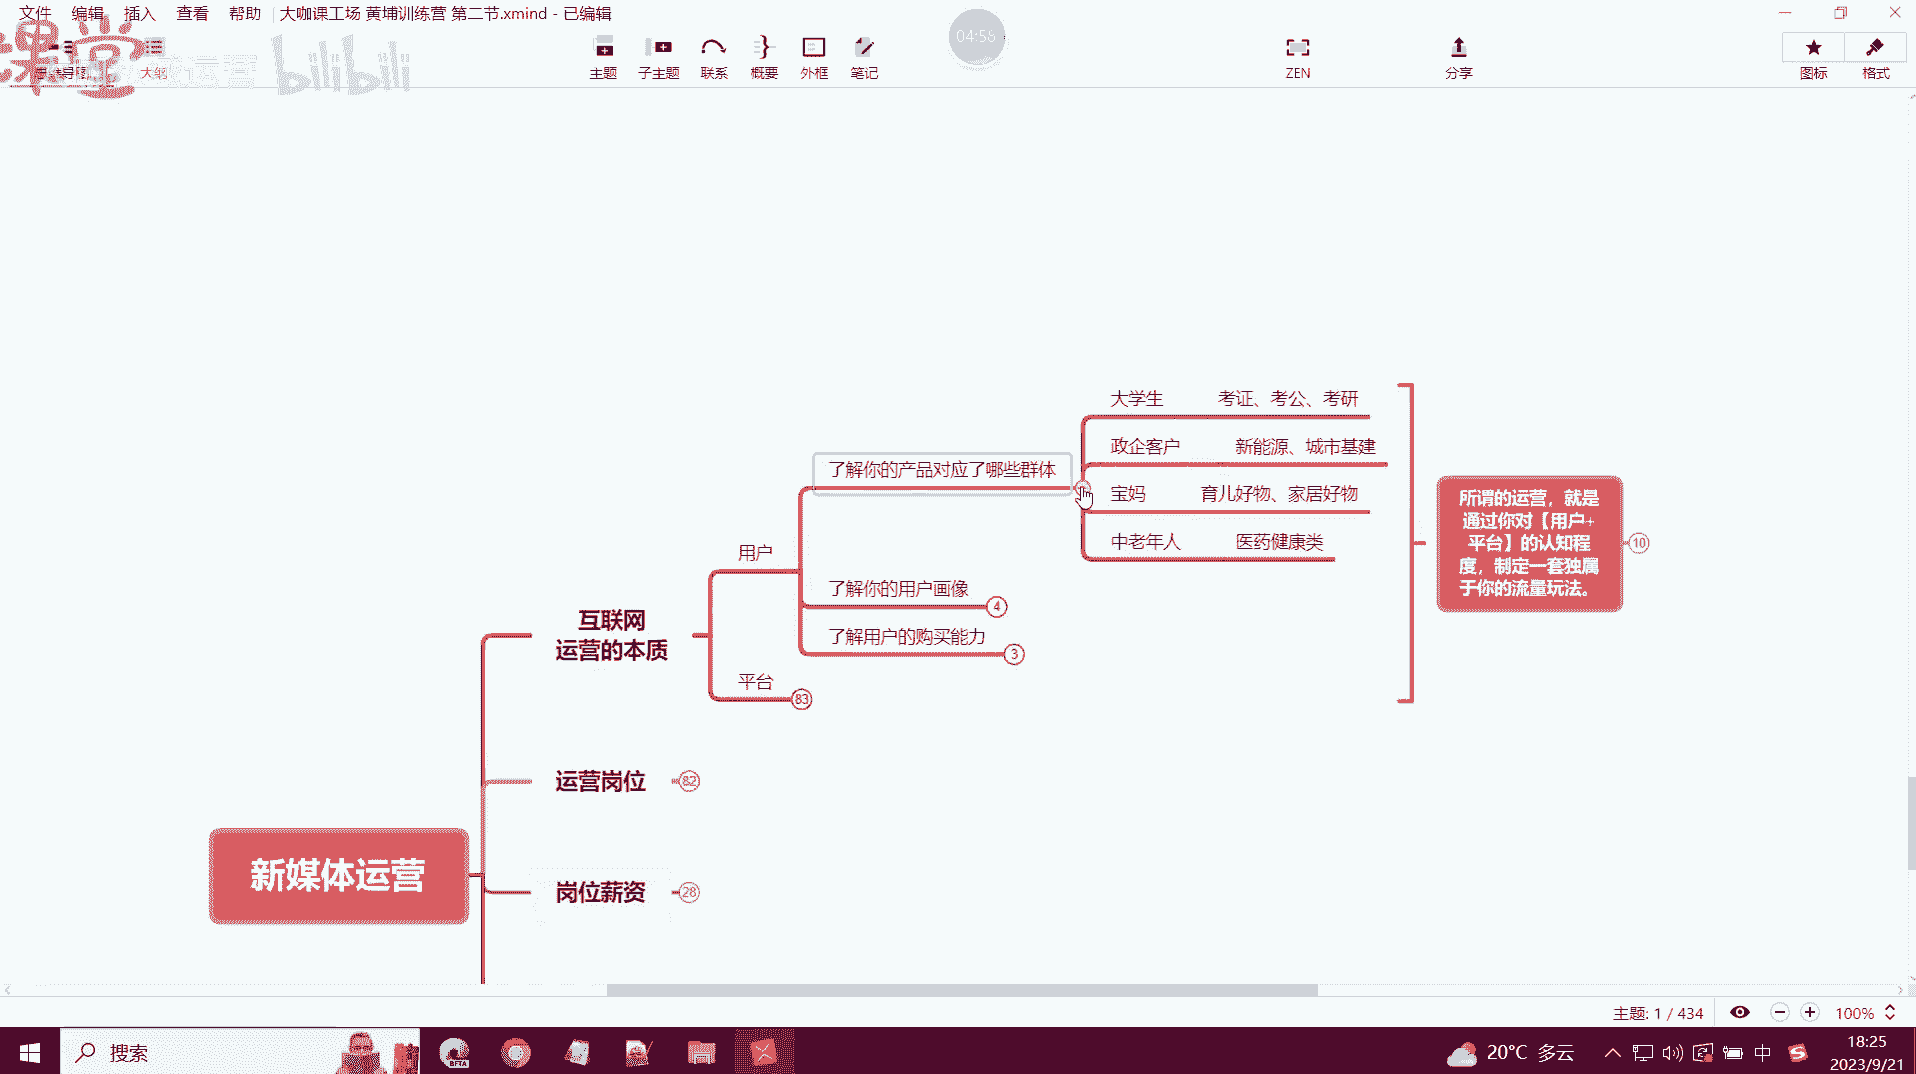 文件 编辑 插入 查看 帮助 大咖课工场 黄埔训练营 第二节.xmind - 已编辑
课堂
运营
bilibili
大纲
主题 子主题 联系 概要 外框 笔记
04:56
ZEN 分享 图标 格式
大学生 考证、考公、考研
政企客户 新能源、城市基建
宝妈 育儿好物、家居好物
中老年人 医药健康类
了解你的产品对应了哪些群体
用户
了解你的用户画像 4
了解用户的购买能力 3
平台 83
互联网
运营的本质
所谓的运营，就是
通过你对【用户+
平台】的认知程
度，制定一套独属
于你的流量玩法。
10
运营岗位 82
新媒体运营
岗位薪资 28
主题: 1 / 434 100%
搜索
BETA
20°C 多云
中
18:25
2023/9/21